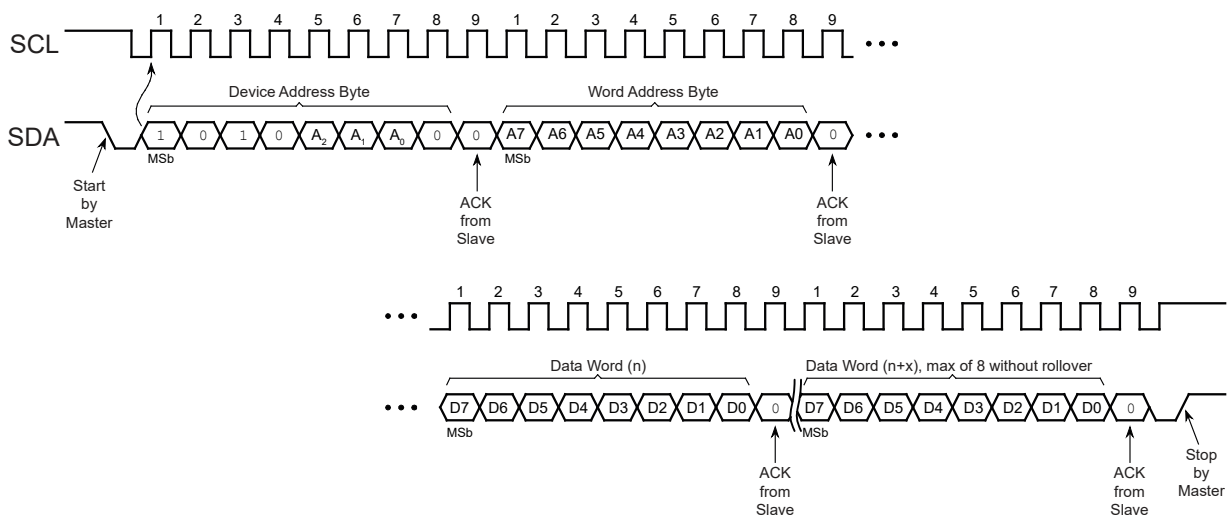 1 2 3 4 5 6 7 8 9 1 2 3 4 5 6 7 8 9
SCL
Device Address Byte Word Address Byte
SDA 1 0 1 0 A2 A1 A0 0 0 A7 A6 A5 A4 A3 A2 A1 A0 0
MSb MSb
Start
by
Master
ACK
from
Slave
ACK
from
Slave
1 2 3 4 5 6 7 8 9 1 2 3 4 5 6 7 8 9
Data Word (n) Data Word (n+x), max of 8 without rollover
D7 D6 D5 D4 D3 D2 D1 D0 0 D7 D6 D5 D4 D3 D2 D1 D0 0
MSb MSb
ACK
from
Slave
ACK
from
Slave
Stop
by
Master